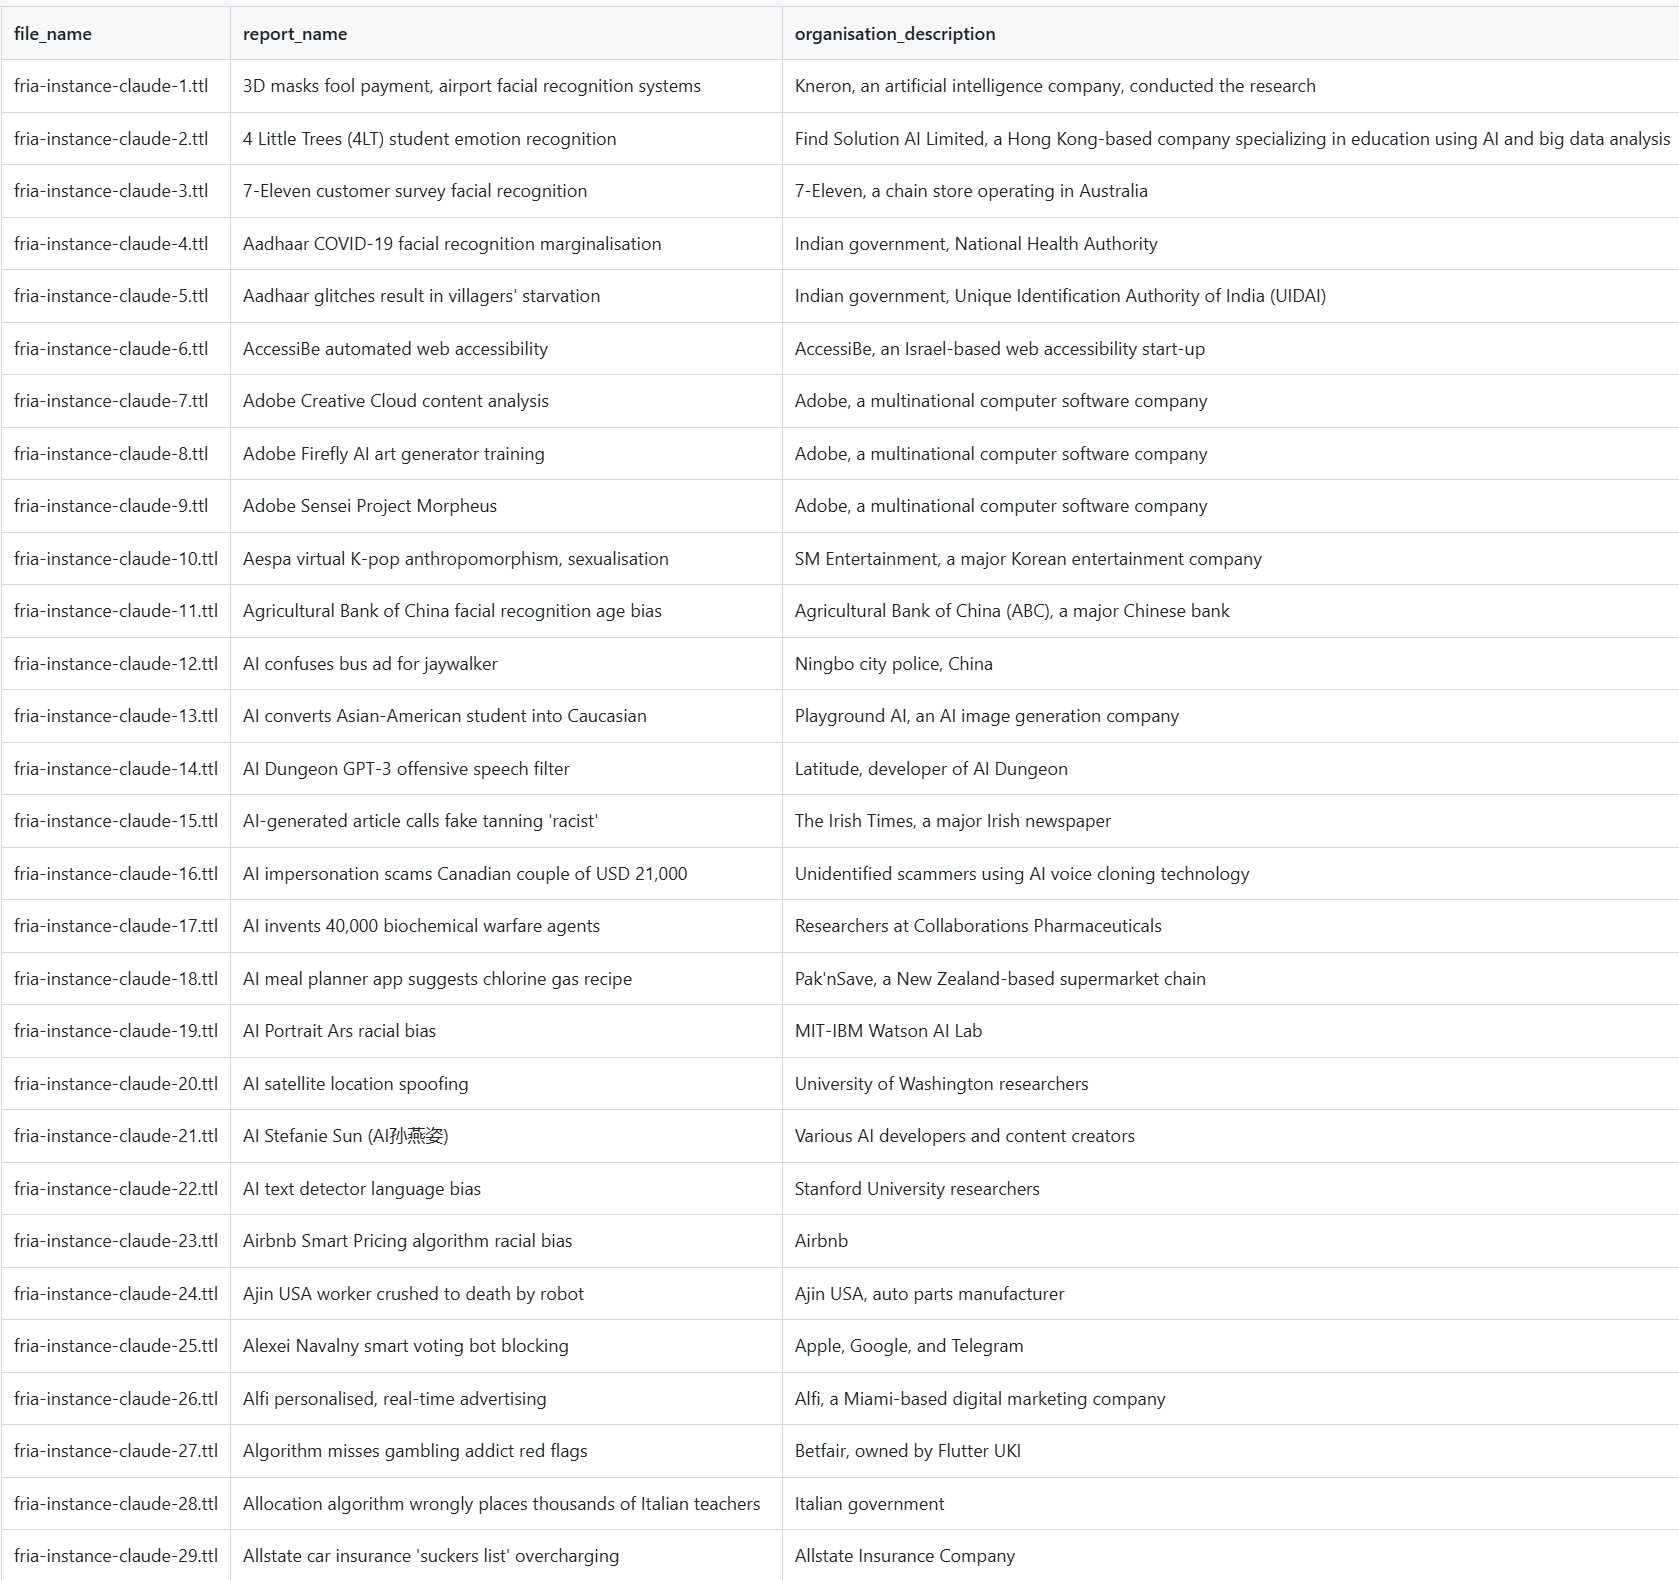 file_name report_name organisation_description
fria-instance-claude-1.ttl 3D masks fool payment, airport facial recognition systems Kneron, an artificial intelligence company, conducted the research
fria-instance-claude-2.ttl 4 Little Trees (4LT) student emotion recognition Find Solution AI Limited, a Hong Kong-based company specializing in education using AI and big data analysis
fria-instance-claude-3.ttl 7-Eleven customer survey facial recognition 7-Eleven, a chain store operating in Australia
fria-instance-claude-4.ttl Aadhaar COVID-19 facial recognition marginalisation Indian government, National Health Authority
fria-instance-claude-5.ttl Aadhaar glitches result in villagers' starvation Indian government, Unique Identification Authority of India (UIDAI)
fria-instance-claude-6.ttl AccessiBe automated web accessibility AccessiBe, an Israel-based web accessibility start-up
fria-instance-claude-7.ttl Adobe Creative Cloud content analysis Adobe, a multinational computer software company
fria-instance-claude-8.ttl Adobe Firefly AI art generator training Adobe, a multinational computer software company
fria-instance-claude-9.ttl Adobe Sensei Project Morpheus Adobe, a multinational computer software company
fria-instance-claude-10.ttl Aespa virtual K-pop anthropomorphism, sexualisation SM Entertainment, a major Korean entertainment company
fria-instance-claude-11.ttl Agricultural Bank of China facial recognition age bias Agricultural Bank of China (ABC), a major Chinese bank
fria-instance-claude-12.ttl AI confuses bus ad for jaywalker Ningbo city police, China
fria-instance-claude-13.ttl AI converts Asian-American student into Caucasian Playground AI, an AI image generation company
fria-instance-claude-14.ttl AI Dungeon GPT-3 offensive speech filter Latitude, developer of AI Dungeon
fria-instance-claude-15.ttl AI-generated article calls fake tanning 'racist' The Irish Times, a major Irish newspaper
fria-instance-claude-16.ttl AI impersonation scams Canadian couple of USD 21,000 Unidentified scammers using AI voice cloning technology
fria-instance-claude-17.ttl AI invents 40,000 biochemical warfare agents Researchers at Collaborations Pharmaceuticals
fria-instance-claude-18.ttl AI meal planner app suggests chlorine gas recipe Pak'nSave, a New Zealand-based supermarket chain
fria-instance-claude-19.ttl AI Portrait Ars racial bias MIT-IBM Watson AI Lab
fria-instance-claude-20.ttl AI satellite location spoofing University of Washington researchers
fria-instance-claude-21.ttl AI Stefanie Sun (AI孙燕姿) Various AI developers and content creators
fria-instance-claude-22.ttl AI text detector language bias Stanford University researchers
fria-instance-claude-23.ttl Airbnb Smart Pricing algorithm racial bias Airbnb
fria-instance-claude-24.ttl Ajin USA worker crushed to death by robot Ajin USA, auto parts manufacturer
fria-instance-claude-25.ttl Alexei Navalny smart voting bot blocking Apple, Google, and Telegram
fria-instance-claude-26.ttl Alfi personalised, real-time advertising Alfi, a Miami-based digital marketing company
fria-instance-claude-27.ttl Algorithm misses gambling addict red flags Betfair, owned by Flutter UKI
fria-instance-claude-28.ttl Allocation algorithm wrongly places thousands of Italian teachers Italian government
fria-instance-claude-29.ttl Allstate car insurance 'suckers list' overcharging Allstate Insurance Company